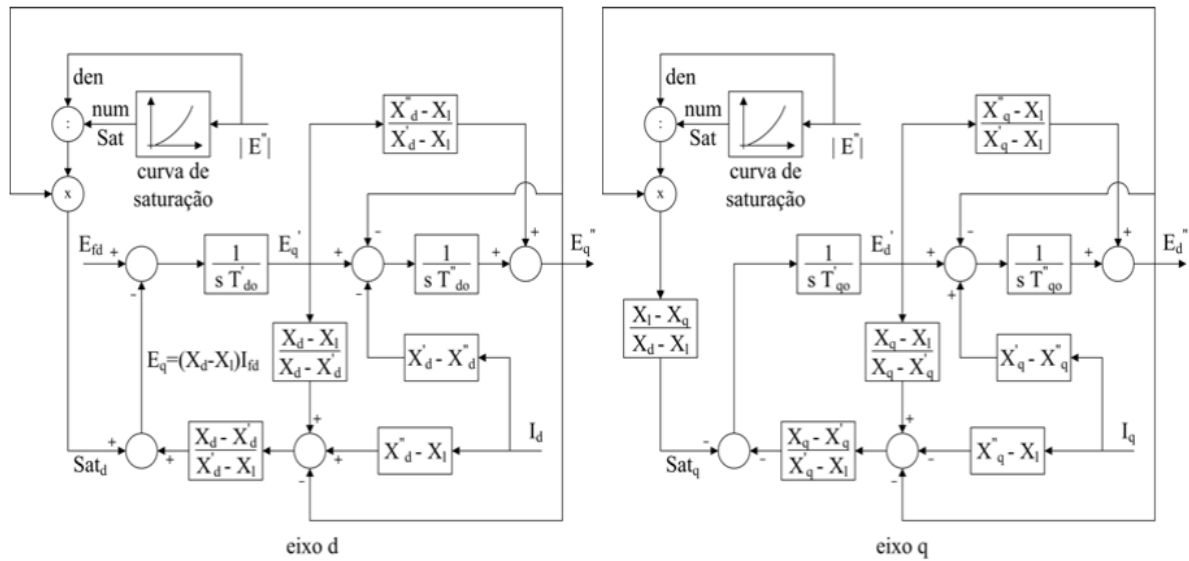 den
num
:
Sat
|E"|
curva de
saturação
x
X"d - Xl
X'd - Xl
Efd
+
-
1
s T'do
E'q
+
-
-
1
s T"do
+
+
E"q
Xd - Xl
Xd - X'd
X'd - X"d
Eq=(Xd-Xl)Ifd
Id
+
Satd
+
Xd - X'd
X'd - Xl
+
+
-
X"d - Xl
eixo d
den
num
:
Sat
|E"|
curva de
saturação
x
X"q - Xl
X'q - Xl
1
s T'qo
E'd
+
-
+
1
s T"qo
+
+
E"d
Xl - Xq
Xd - Xl
Xq - Xl
Xq - X'q
X'q - X"q
Iq
-
Satq
-
Xq - X'q
X'q - Xl
+
-
-
X"q - Xl
eixo q